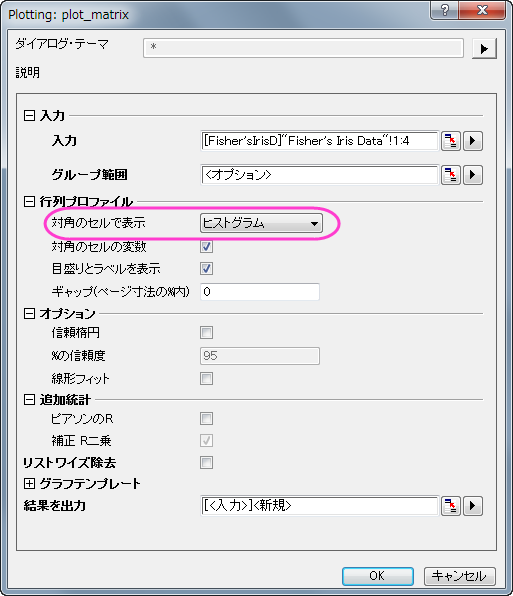 Plotting: plot_matrix
ダイアログ・テーマ *
説明
入力
入力 [Fisher'sIrisD]"Fisher's Iris Data"!1:4
グループ範囲 <オプション>
行列プロファイル
対角のセルで表示 ヒストグラム
対角のセルの変数
目盛りとラベルを表示
ギャップ(ページ寸法の%内) 0
オプション
信頼楕円
%の信頼度 95
線形フィット
追加統計
ピアソンのR
補正 R二乗
リストワイズ除去
グラフテンプレート
結果を出力 [<入力>]<新規>
OK キャンセル